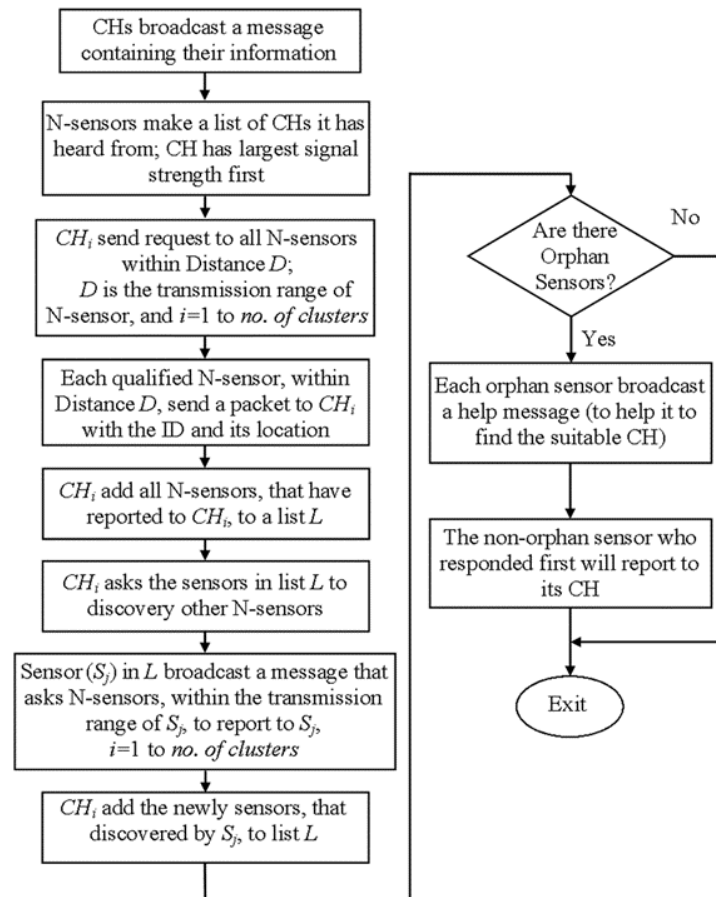 CHs broadcast a message
containing their information
N-sensors make a list of CHs it has
heard from; CH has largest signal
strength first
CHi send request to all N-sensors
within Distance D;
D is the transmission range of
N-sensor, and i=1 to no. of clusters
Each qualified N-sensor, within
Distance D, send a packet to CHi
with the ID and its location
CHi add all N-sensors, that have
reported to CHi, to a list L
CHi asks the sensors in list L to
discovery other N-sensors
Sensor (Sj) in L broadcast a message that
asks N-sensors, within the transmission
range of Sj, to report to Sj,
i=1 to no. of clusters
CHi add the newly sensors, that
discovered by Sj, to list L
Are there
Orphan
Sensors?
No
Yes
Each orphan sensor broadcast
a help message (to help it to
find the suitable CH)
The non-orphan sensor who
responded first will report to
its CH
Exit